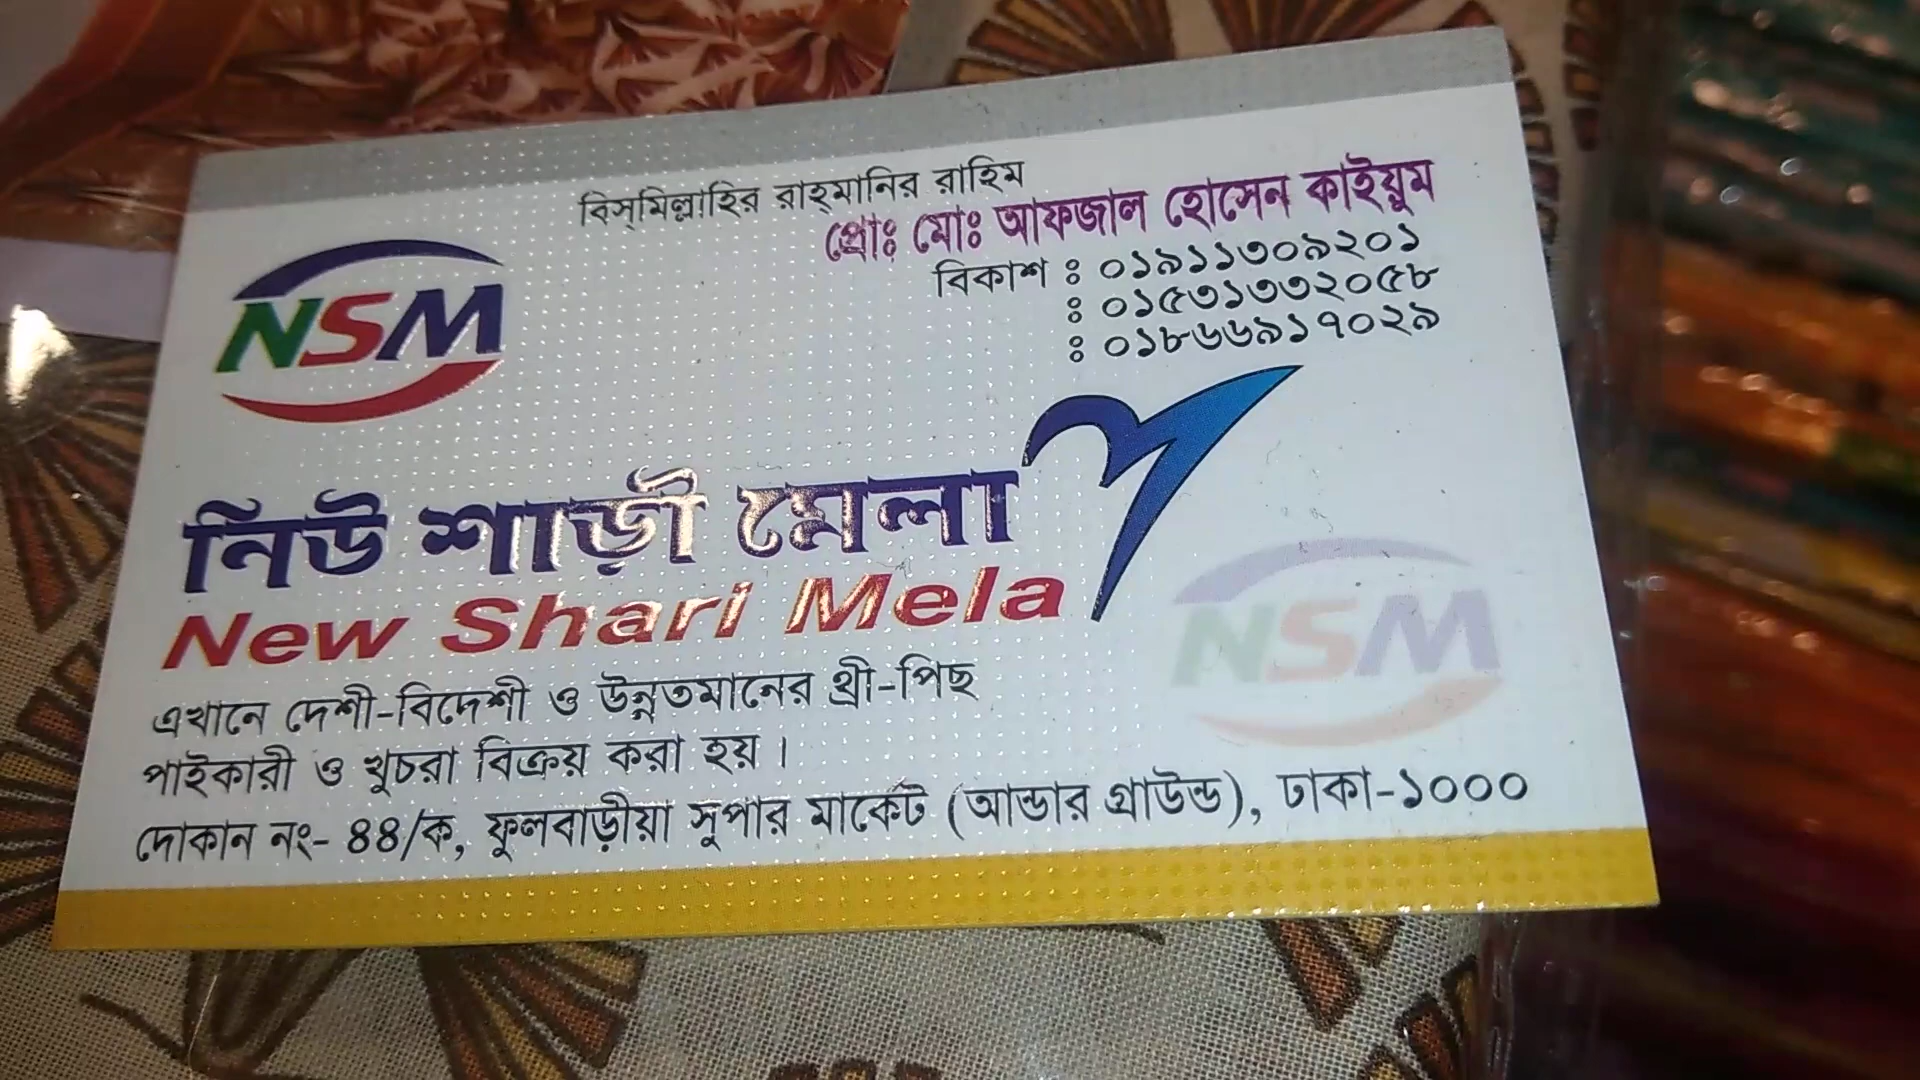 বিস্‌মিল্লাহির রাহ্‌মানির রাহিম
প্রোঃ মোঃ আফজাল হোসেন কাইয়ুম
বিকাশ : ০১৯১১৩০৯২০১
: ০১৫৩১৩৩২০৫৮
: ০১৮৬৬৯১৭০২৯
NSM
নিউ শাড়ী মেলা
New Shari Mela
NSM
এখানে দেশী-বিদেশী ও উন্নতমানের থ্রী-পিছ
পাইকারী ও খুচরা বিক্রয় করা হয়।
দোকান নং- ৪৪/ক, ফুলবাড়ীয়া সুপার মার্কেট (আন্ডার গ্রাউন্ড), ঢাকা-১০০০